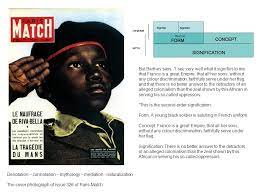 PARIS
MATCH
LE NAUFRAGE
DE RIVA-BELLA
LA TRAGÉDIE
DU MANS
FORM
CONCEPT
SIGNIFICATION
But Barthes says, "I see very well what it signifies to me:
that France is a great Empire, that all her sons, without
any colour discrimination, faithfully serve under her
flag, and that there is no better answer to the detractors of
an alleged colonialism than the zeal shown by this African in
serving his so-called oppressors.
This is the second-order signification:
Form: A young black soldier is saluting in French uniform
Concept: France is a great Empire, that all her sons,
without any colour discrimination, faithfully serve under
her flag
Signification: There is no better answer to the detractors
of an alleged colonialism than the zeal shown by this
African in serving his so-called oppressors.
Denotation – connotation – mythology – mediation - naturalization
The cover photograph of issue 326 of Paris Match